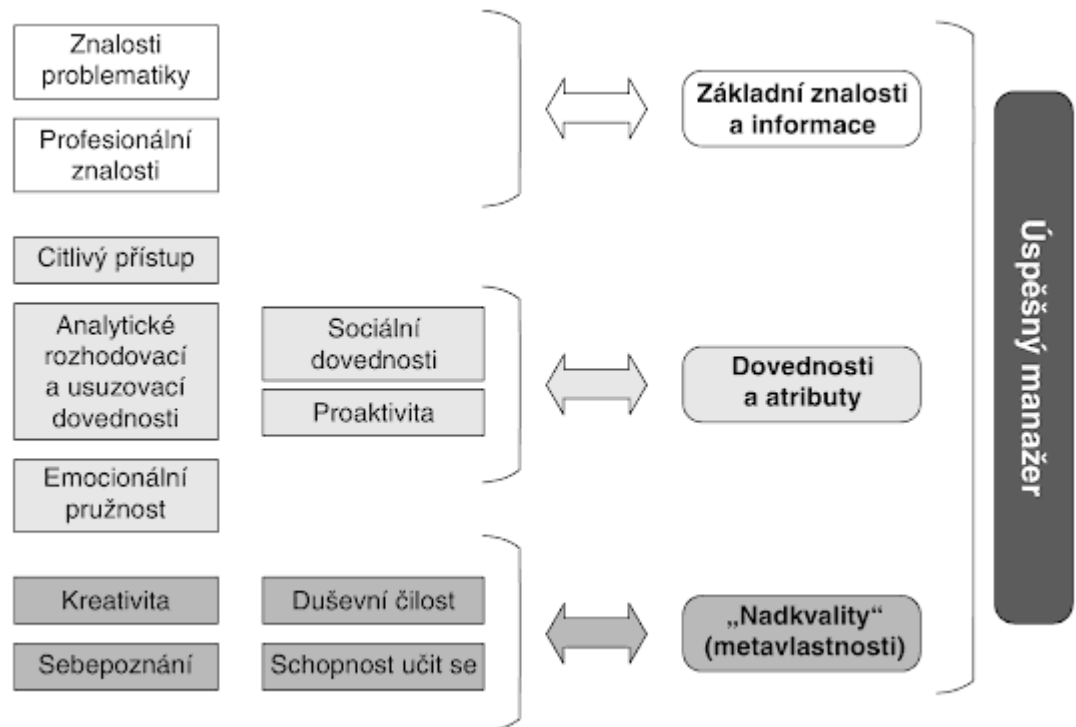 Znalosti
problematiky
Profesionální
znalosti
Základní znalosti
a informace
Citlivý přístup
Analytické
rozhodovací
a usuzovací
dovednosti
Sociální
dovednosti
Proaktivita
Emocionální
pružnost
Dovednosti
a atributy
Kreativita
Duševní čilost
Sebepoznání
Schopnost učit se
„Nadkvality“
(metavlastnosti)
Úspěšný manažer